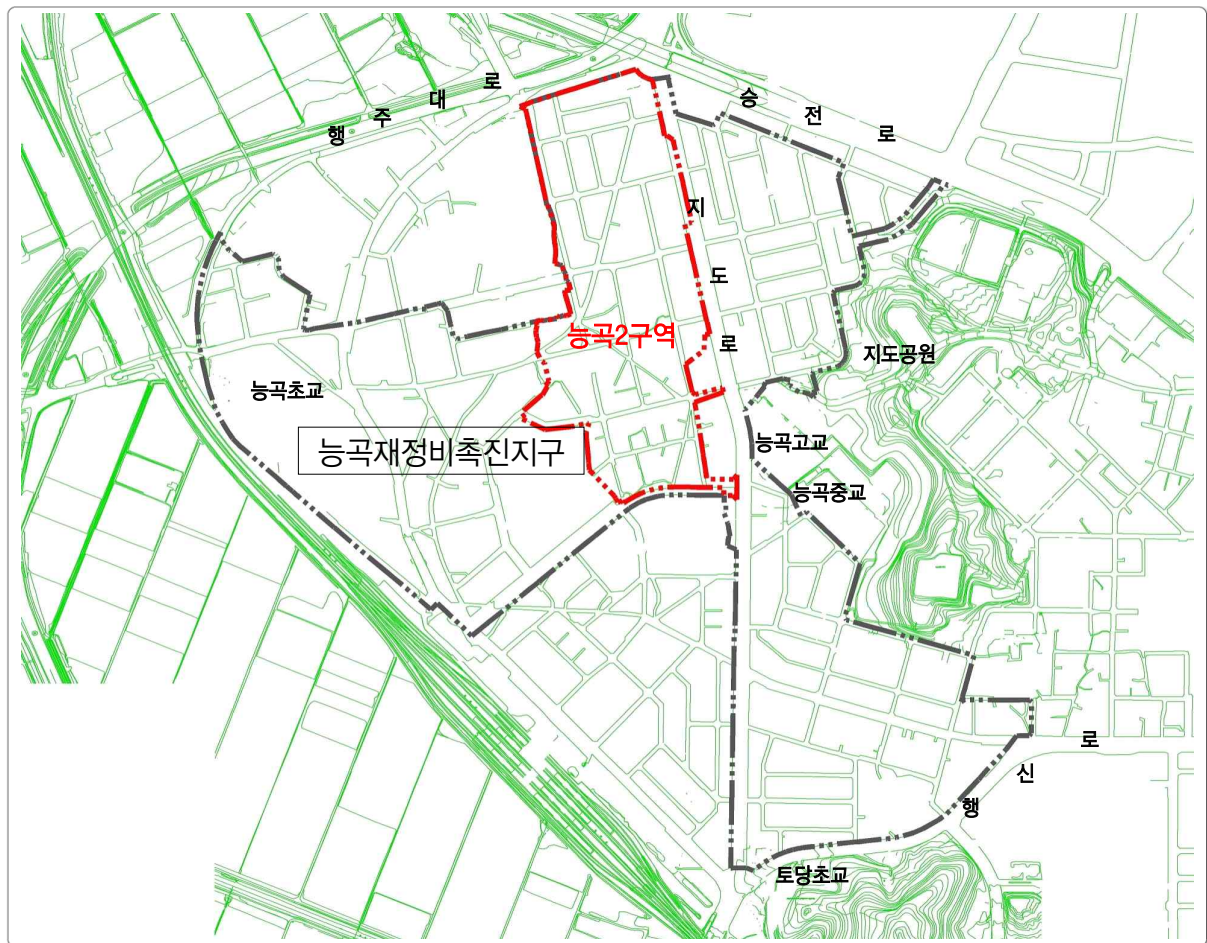 행주대로
승전로
지도로
능곡2구역
지도공원
능곡초교
능곡재정비촉진지구
능곡고교
능곡중교
행신로
토당초교